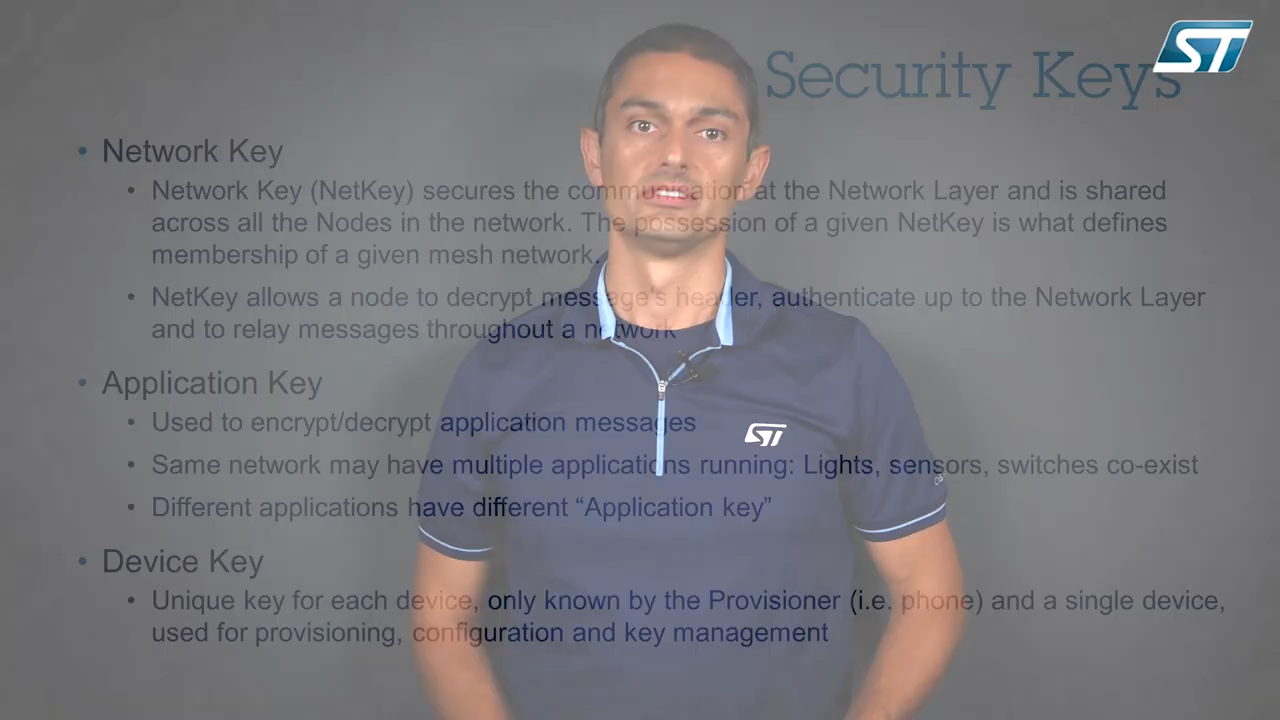 ST
Security Keys
• Network Key
• Network Key (NetKey) secures the communication at the Network Layer and is shared
across all the Nodes in the network. The possession of a given NetKey is what defines
membership of a given mesh network.
• NetKey allows a node to decrypt message's header, authenticate up to the Network Layer
and to relay messages throughout a network
• Application Key
• Used to encrypt/decrypt application messages
ST
• Same network may have multiple applications running: Lights, sensors, switches co-exist
• Different applications have different “Application key”
• Device Key
• Unique key for each device, only known by the Provisioner (i.e. phone) and a single device,
used for provisioning, configuration and key management